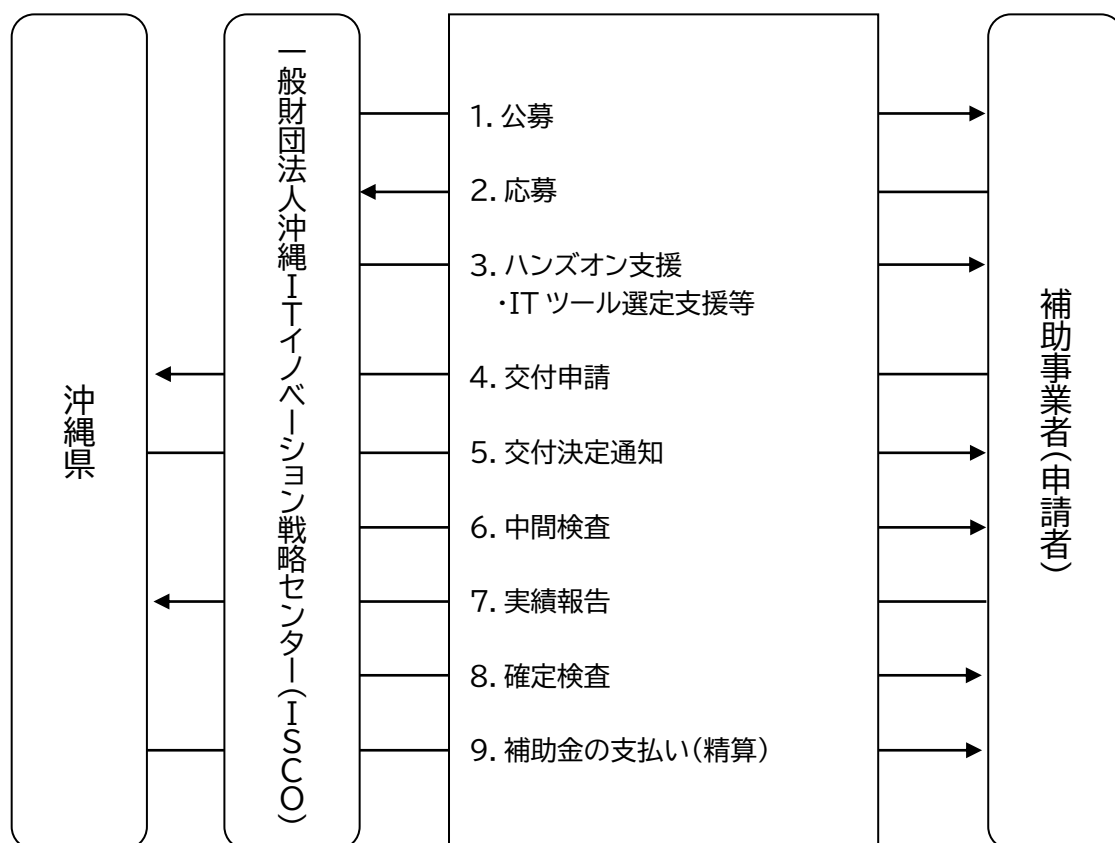 沖縄県
一般財団法人沖縄ITイノベーション戦略センター(ISCO)
1. 公募
2. 応募
3. ハンズオン支援
・IT ツール選定支援等
4. 交付申請
5. 交付決定通知
6. 中間検査
7. 実績報告
8. 確定検査
9. 補助金の支払い(精算)
補助事業者(申請者)